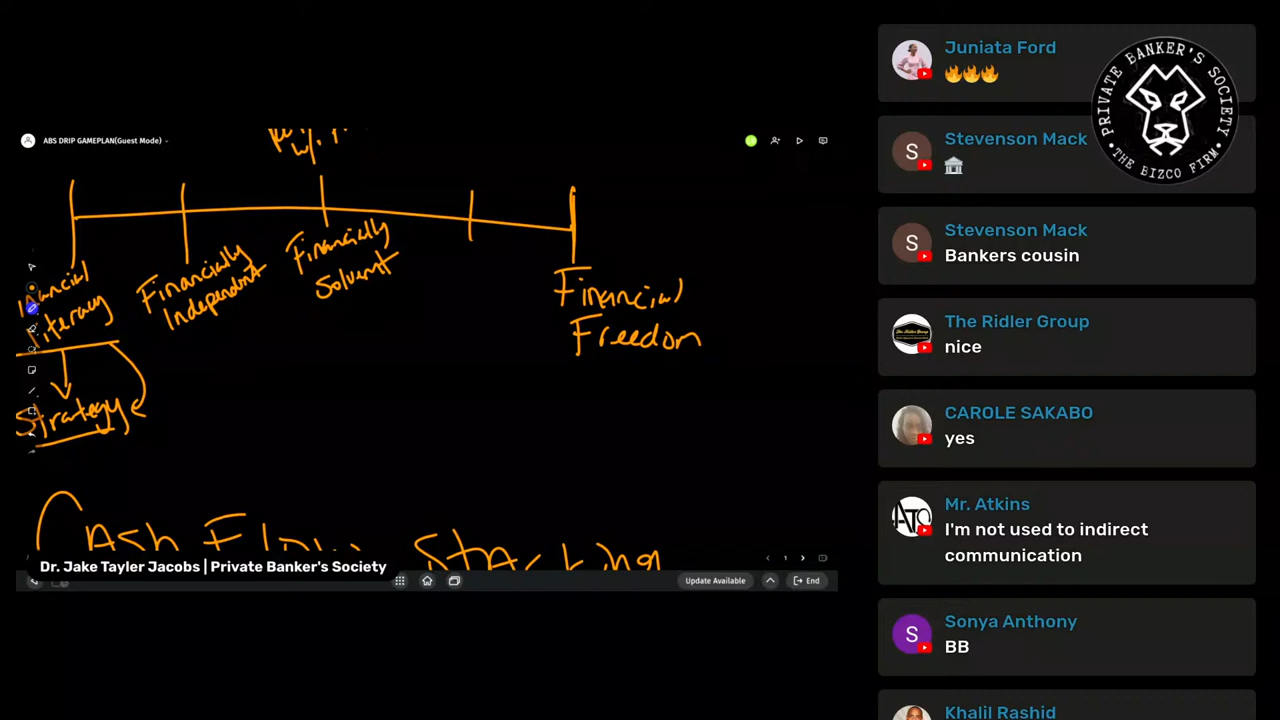 ABS DRIP GAMEPLAN(Guest Mode)
w/.
Financial
Literacy
Financially
Independent
Financially
Solvent
Financial
Freedom
Strategy
Cash Flow Stacking
Dr. Jake Tayler Jacobs | Private Banker's Society
1
Update Available
End
Juniata Ford
🔥🔥🔥
Stevenson Mack
🏛
S
Stevenson Mack
Bankers cousin
S
The Ridler Group
nice
CAROLE SAKABO
yes
Mr. Atkins
I'm not used to indirect
communication
ATO
Sonya Anthony
BB
S
Khalil Rashid
PRIVATE BANKER'S SOCIETY
• THE BIZCO FIRM •